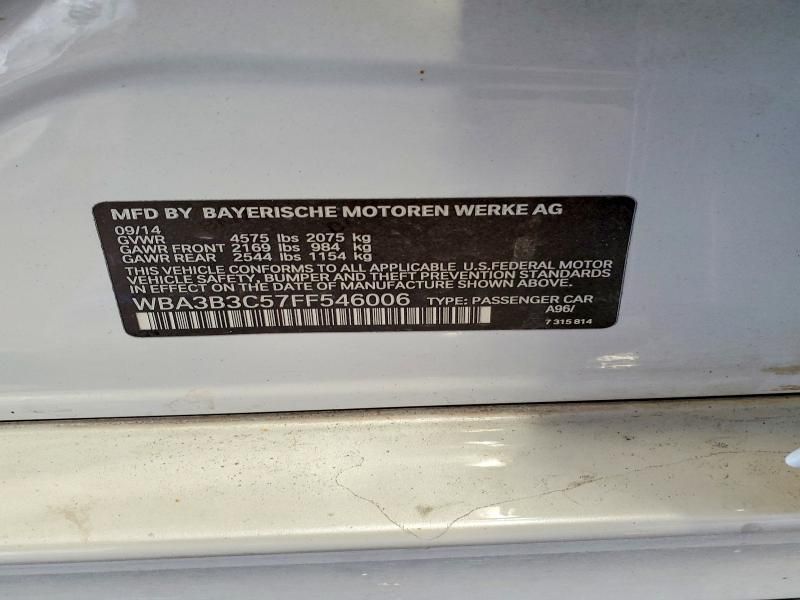 MFD BY BAYERISCHE MOTOREN WERKE AG
09/14
GVWR 4575 lbs 2075 kg
GAWR FRONT 2169 lbs 984 kg
GAWR REAR 2544 lbs 1154 kg
THIS VEHICLE CONFORMS TO ALL APPLICABLE U.S.FEDERAL MOTOR
VEHICLE SAFETY, BUMPER AND THEFT PREVENTION STANDARDS IN
EFFECT ON THE DATE OF MANUFACTURE SHOWN ABOVE.
WBA3B3C57FF546006 TYPE: PASSENGER CAR
A96/
7 315 814